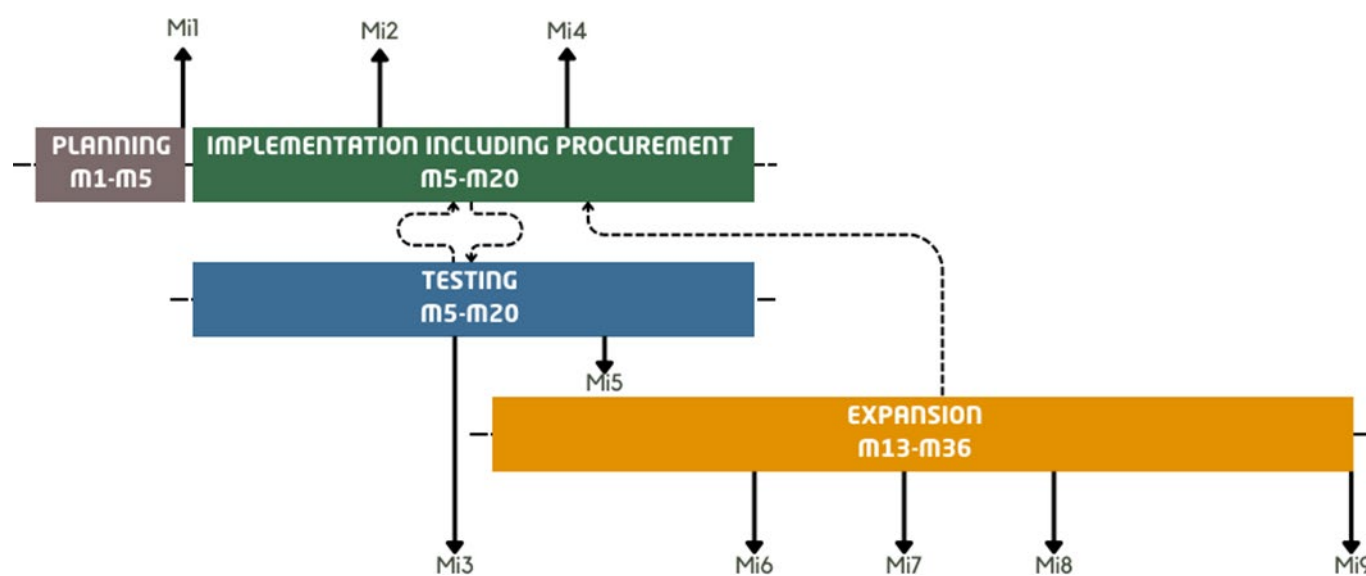 Mi1
Mi2
Mi4
PLANNING
M1-M5
IMPLEMENTATION INCLUDING PROCUREMENT
M5-M20
TESTING
M5-M20
Mi5
EXPANSION
M13-M36
Mi3
Mi6
Mi7
Mi8
Mi9